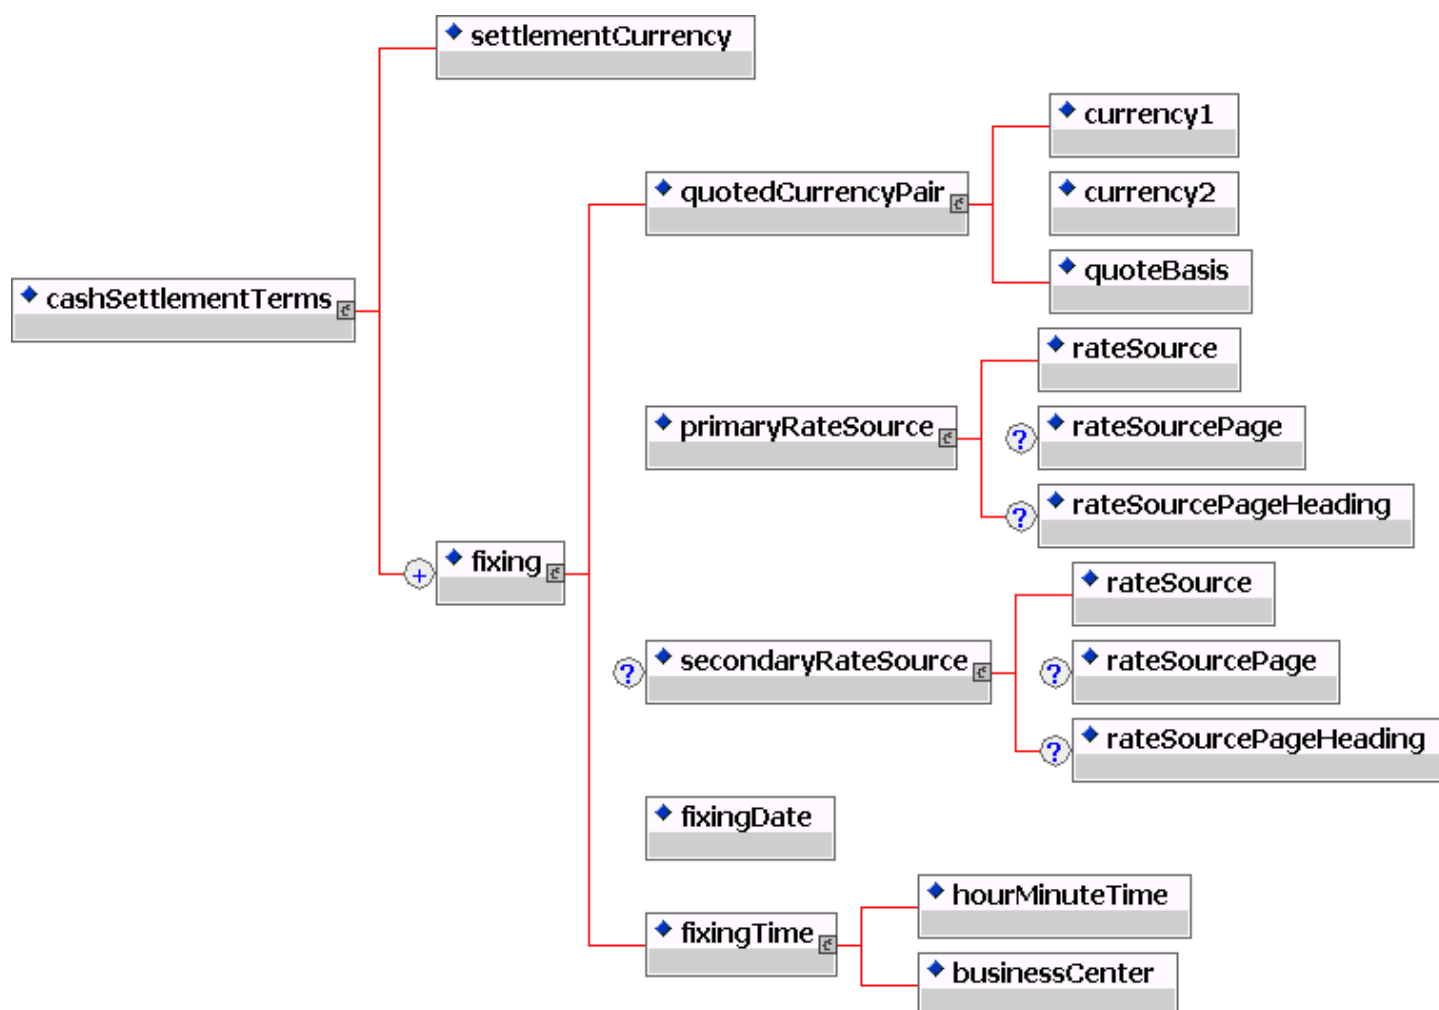 settlementCurrency
currency1
quotedCurrencyPair
currency2
quoteBasis
cashSettlementTerms
rateSource
primaryRateSource
? rateSourcePage
? rateSourcePageHeading
+ fixing
rateSource
? secondaryRateSource
? rateSourcePage
? rateSourcePageHeading
fixingDate
hourMinuteTime
fixingTime
businessCenter